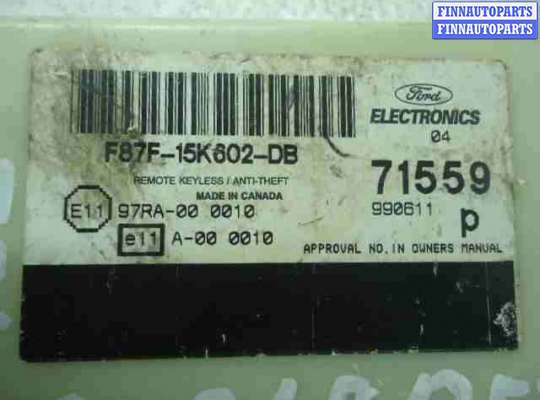 FINNAUTOPARTS
FINNAUTOPARTS
Ford
ELECTRONICS
04
F87F-15K602-DB
REMOTE KEYLESS / ANTI-THEFT
MADE IN CANADA
71559
990611
p
E11 97RA-00 0010
e11 A-00 0010
APPROVAL NO.IN OWNERS MANUAL